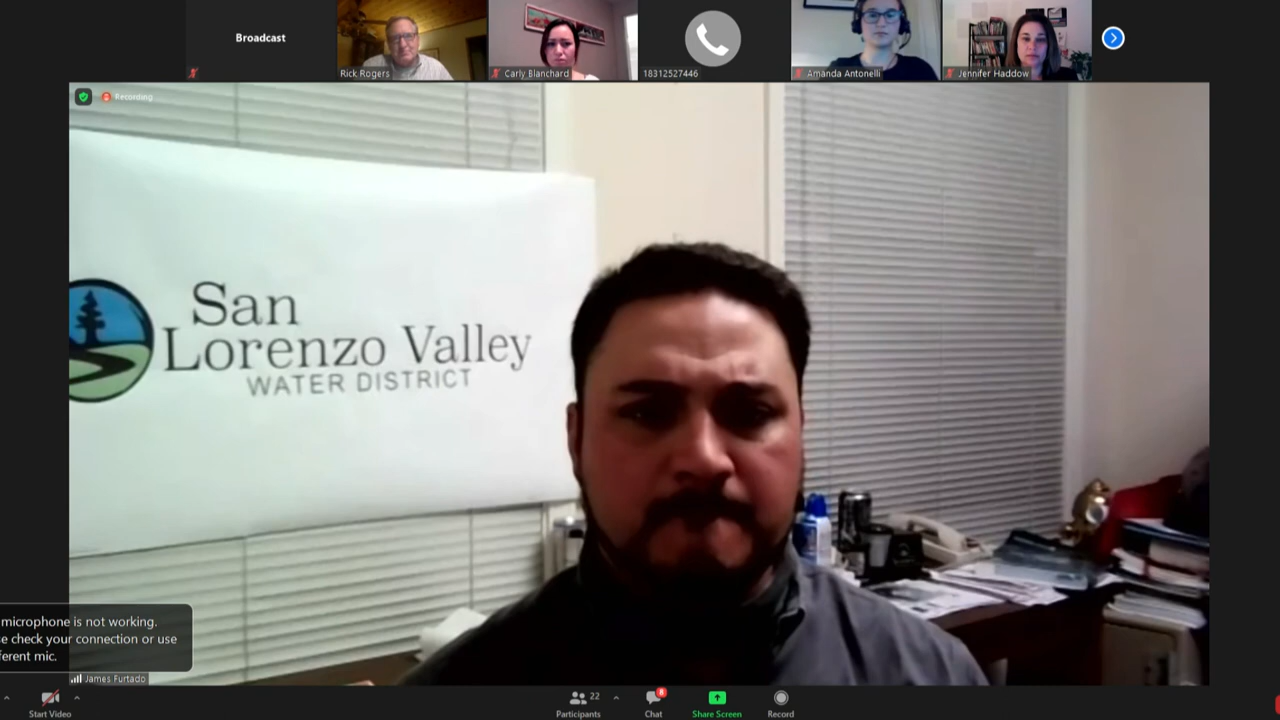 Broadcast
Rick Rogers
Carly Blanchard
18312527446
Amanda Antonelli
Jennifer Haddow
Recording
San
Lorenzo Valley
WATER DISTRICT
microphone is not working.
e check your connection or use
ferent mic.
James Furtado
Start Video
Participants
22
Chat
8
Share Screen
Record